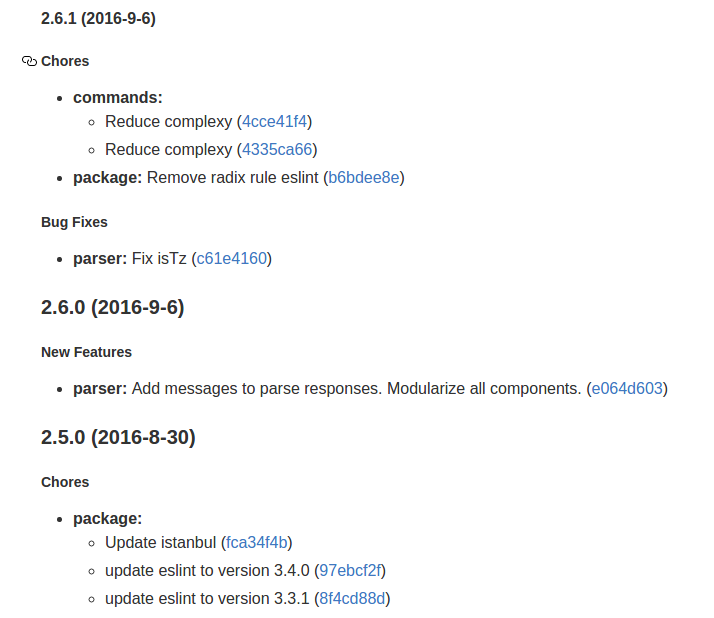 2.6.1 (2016-9-6)
Chores
commands:
Reduce complexy (4cce41f4)
Reduce complexy (4335ca66)
package: Remove radix rule eslint (b6bdee8e)
Bug Fixes
parser: Fix isTz (c61e4160)
2.6.0 (2016-9-6)
New Features
parser: Add messages to parse responses. Modularize all components. (e064d603)
2.5.0 (2016-8-30)
Chores
package:
Update istanbul (fca34f4b)
update eslint to version 3.4.0 (97ebcf2f)
update eslint to version 3.3.1 (8f4cd88d)